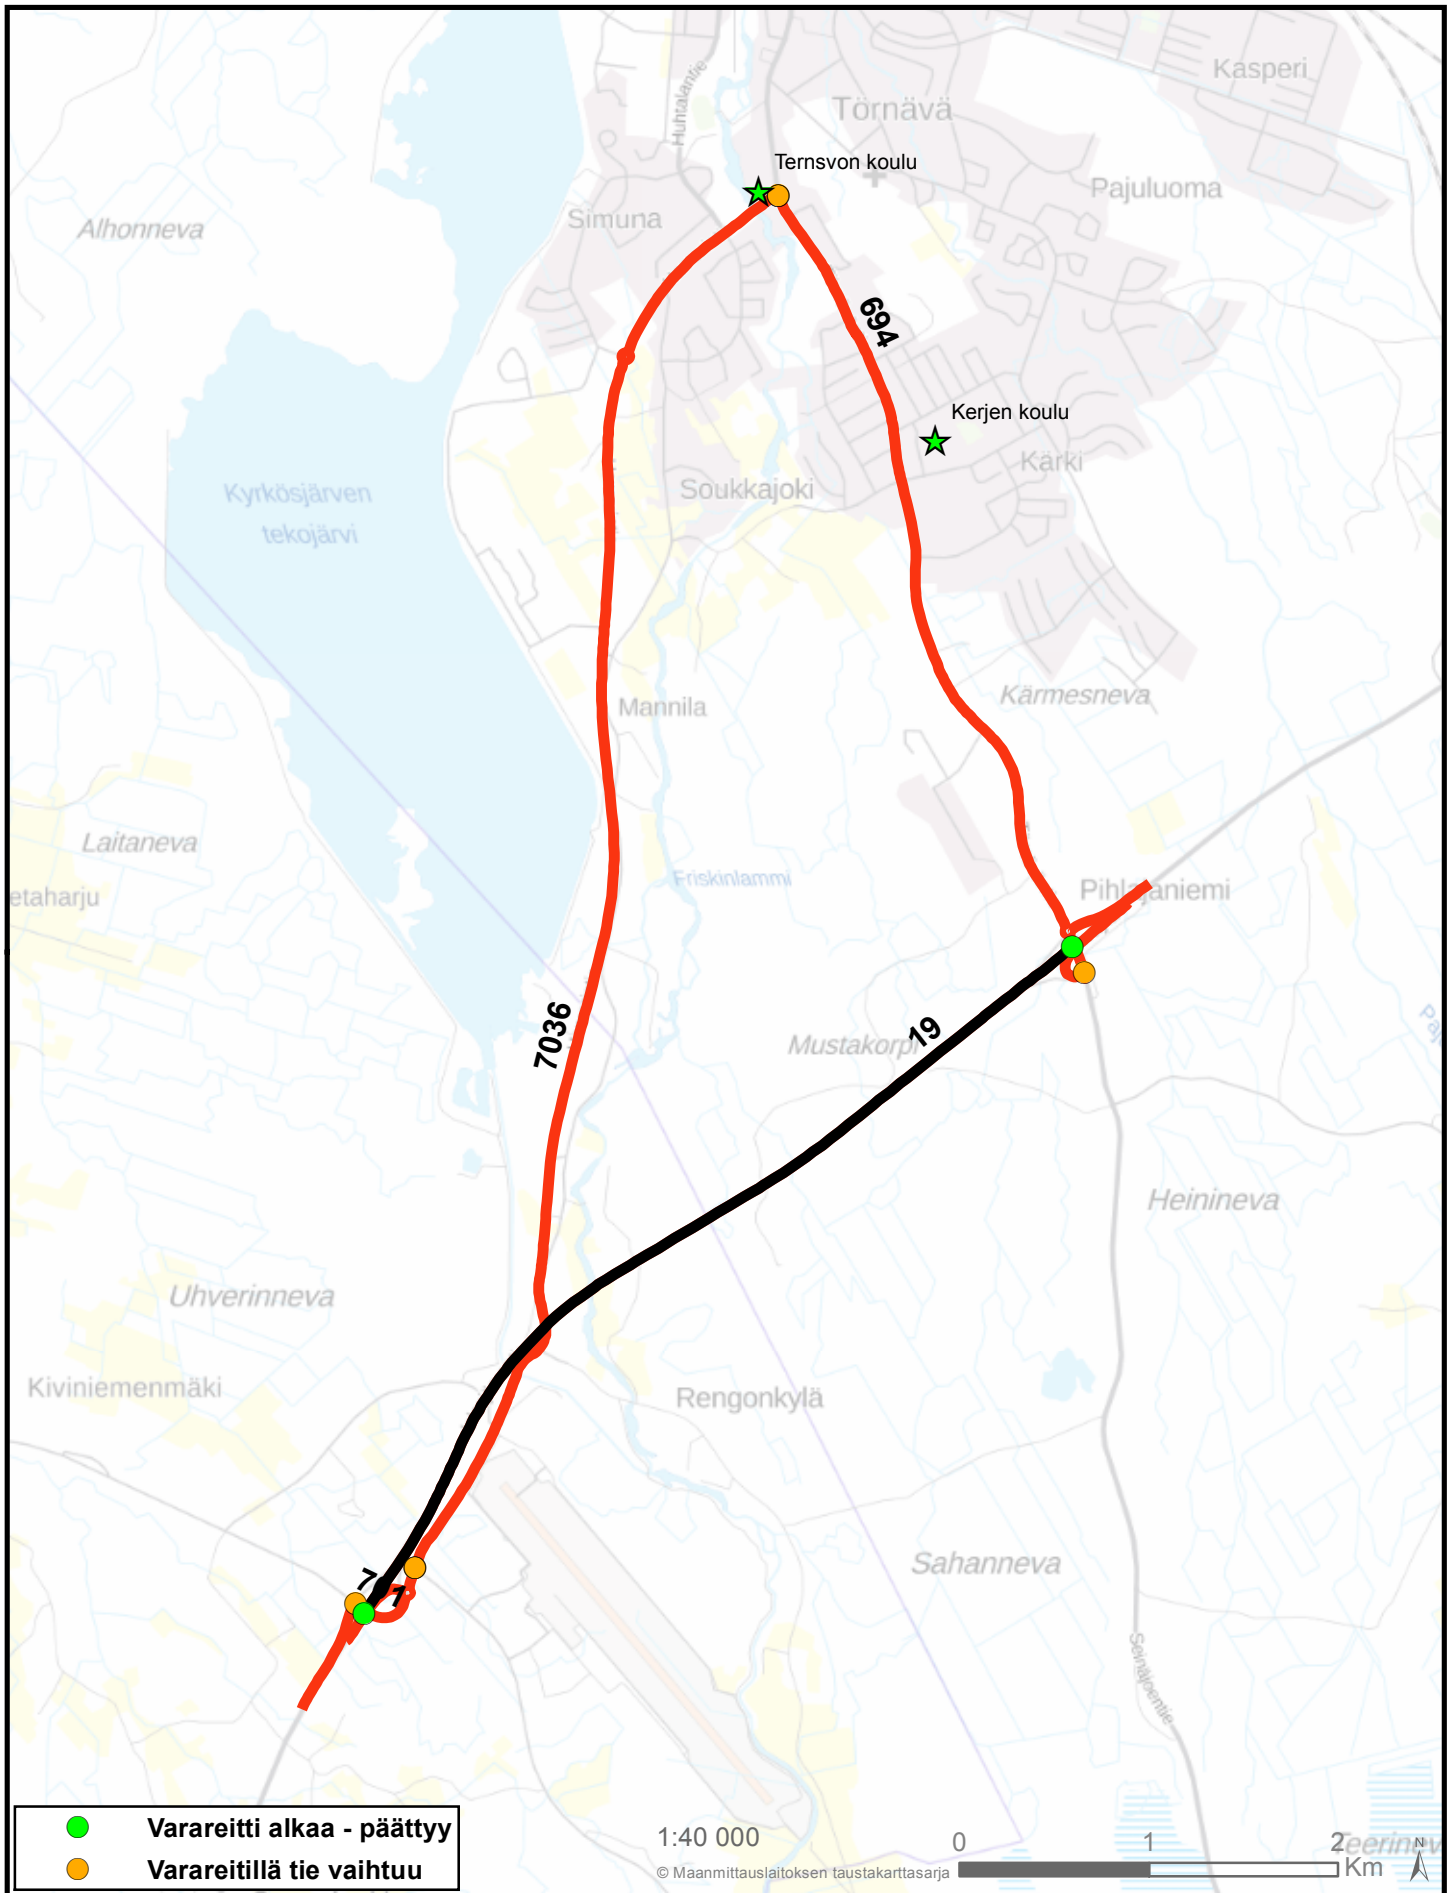 Kasperi
Törnävä
Huhtalantie
Ternsvon koulu
Pajuluoma
Simuna
Alhonneva
694
Kerjen koulu
Kärki
Kyrkösjärven
tekojärvi
Soukkajoki
Kärmesneva
Mannila
Laitaneva
Friskinlammi
Pihlajaniemi
etaharju
7036
19
Mustakorpi
Heinineva
Uhverinneva
Kiviniemenmäki
Rengonkylä
Sahanneva
Seinäjoentie
Varareitti alkaa - päättyy
Varareitillä tie vaihtuu
1:40 000
© Maanmittauslaitoksen taustakarttasarja
0 1 2
Km
Teerinev
N